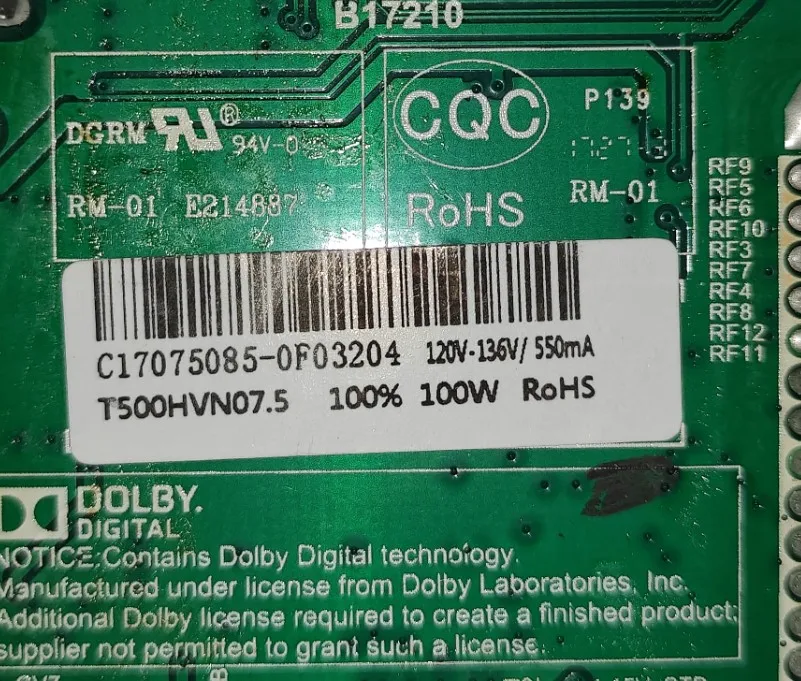 B17210
DGRM RU® 94V-0
RM-01 E214887
CQC P139
RoHS RM-01
RF9
RF5
RF6
RF10
RF3
RF7
RF4
RF8
RF12
RF11
C17075085-0F03204 120V-136V/ 550mA
T500HVN07.5 100% 100W RoHS
DOLBY.
DIGITAL
NOTICE:Contains Dolby Digital technology.
Manufactured under license from Dolby Laboratories, Inc.
Additional Dolby license required to create a finished product;
supplier not permitted to grant such a license.